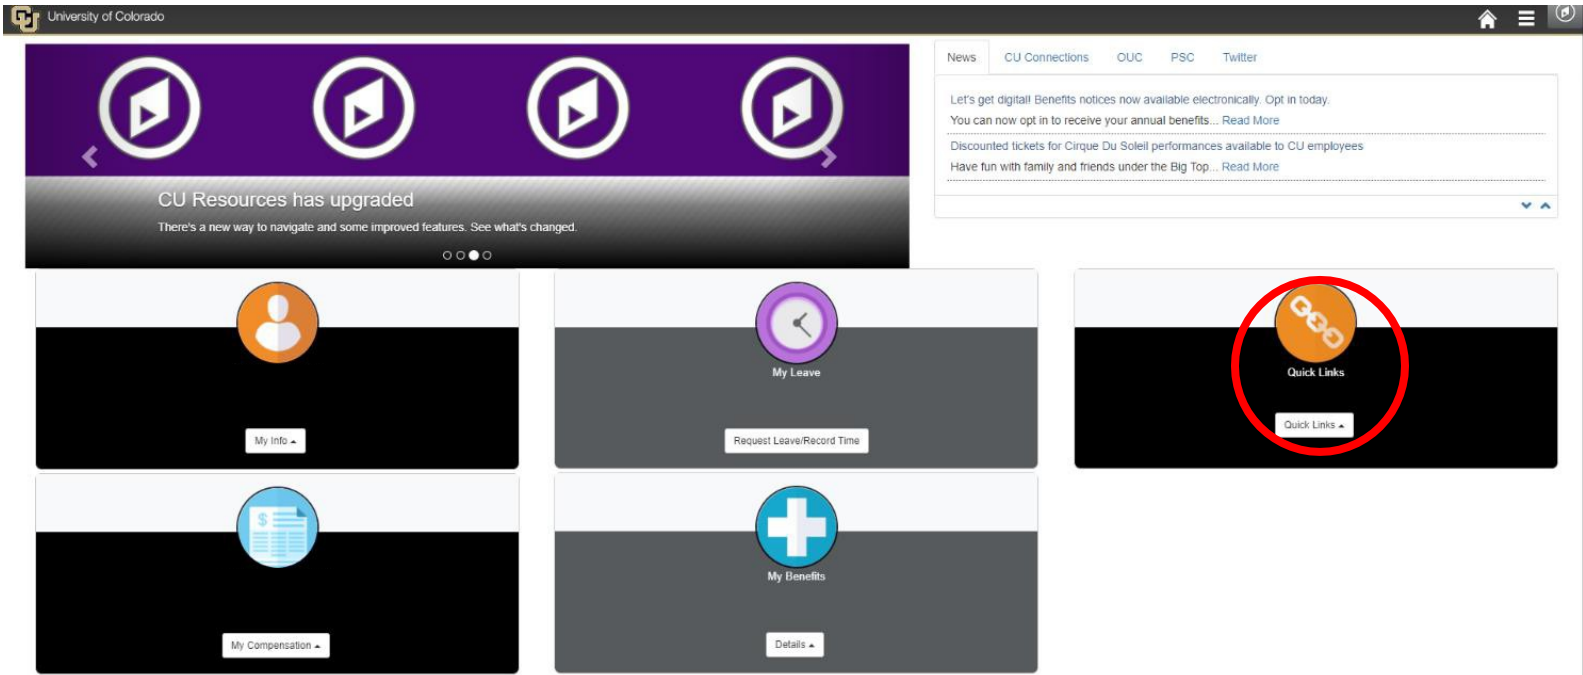 University of Colorado
News CU Connections OUC PSC Twitter
Let's get digital! Benefits notices now available electronically. Opt in today.
You can now opt in to receive your annual benefits... Read More
Discounted tickets for Cirque Du Soleil performances available to CU employees
Have fun with family and friends under the Big Top... Read More
CU Resources has upgraded
There's a new way to navigate and some improved features. See what's changed.
My Info
My Leave
Request Leave/Record Time
Quick Links
Quick Links
My Compensation
My Benefits
Details